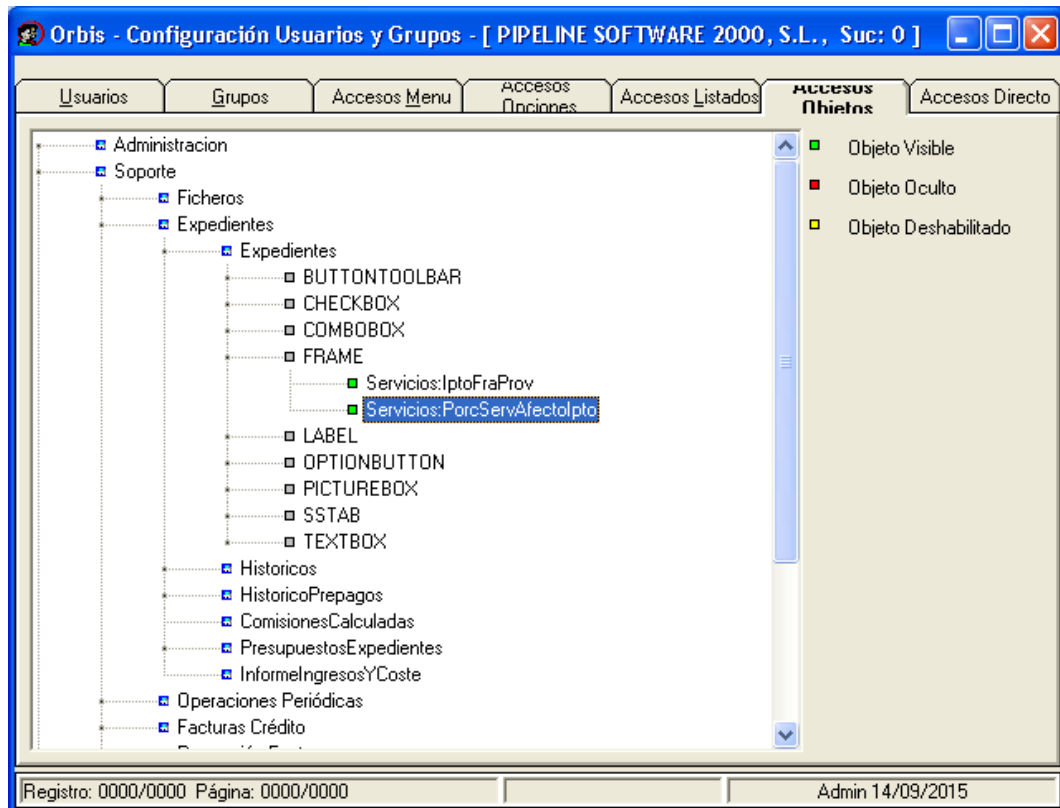 Orbis - Configuración Usuarios y Grupos - [ PIPELINE SOFTWARE 2000, S.L., Suc: 0 ]
Usuarios
Grupos
Accesos Menu
Accesos Opciones
Accesos Listados
Accesos Objetos
Accesos Directo
Administracion
Soporte
Ficheros
Expedientes
Expedientes
BUTTONTOOLBAR
CHECKBOX
COMBOBOX
FRAME
Servicios:IptoFraProv
Servicios:PorcServAfectoIpto
LABEL
OPTIONBUTTON
PICTUREBOX
SSTAB
TEXTBOX
Historicos
HistoricoPrepagos
ComisionesCalculadas
PresupuestosExpedientes
InformeIngresosYCoste
Operaciones Periódicas
Facturas Crédito
Objeto Visible
Objeto Oculto
Objeto Deshabilitado
Registro: 0000/0000 Página: 0000/0000
Admin 14/09/2015